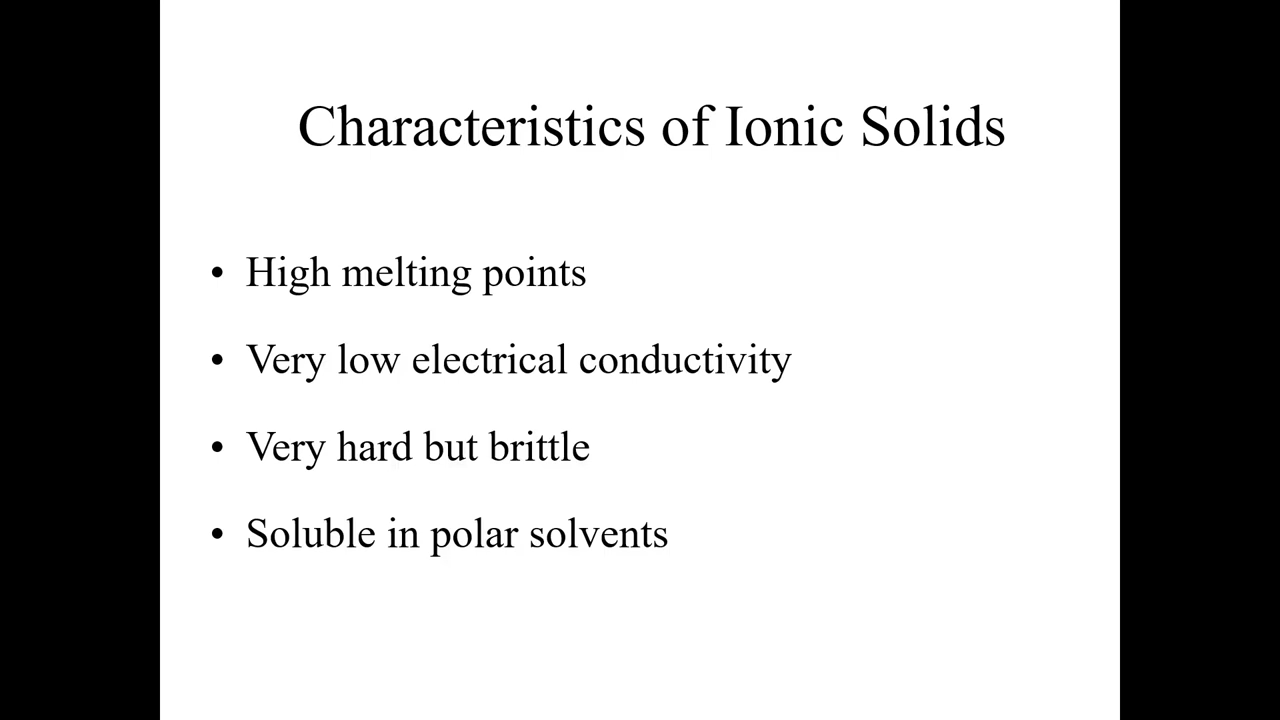 Characteristics of Ionic Solids
• High melting points
• Very low electrical conductivity
• Very hard but brittle
• Soluble in polar solvents